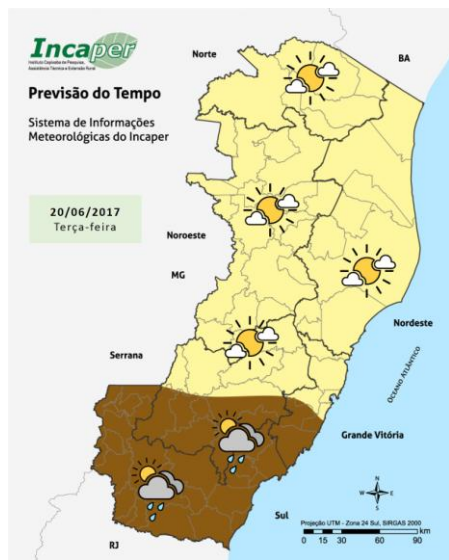 Incaper
Instituto Capixaba de Pesquisa,
Assistência Técnica e Extensão Rural
Previsão do Tempo
Sistema de Informações
Meteorológicas do Incaper
20/06/2017
Terça-feira
Norte
BA
Noroeste
MG
Nordeste
Serrana
OCEANO ATLÂNTICO
Grande Vitória
Sul
RJ
N
W
E
S
Projeção UTM - Zona 24 Sul, SIRGAS 2000
km
0 15 30 60 90